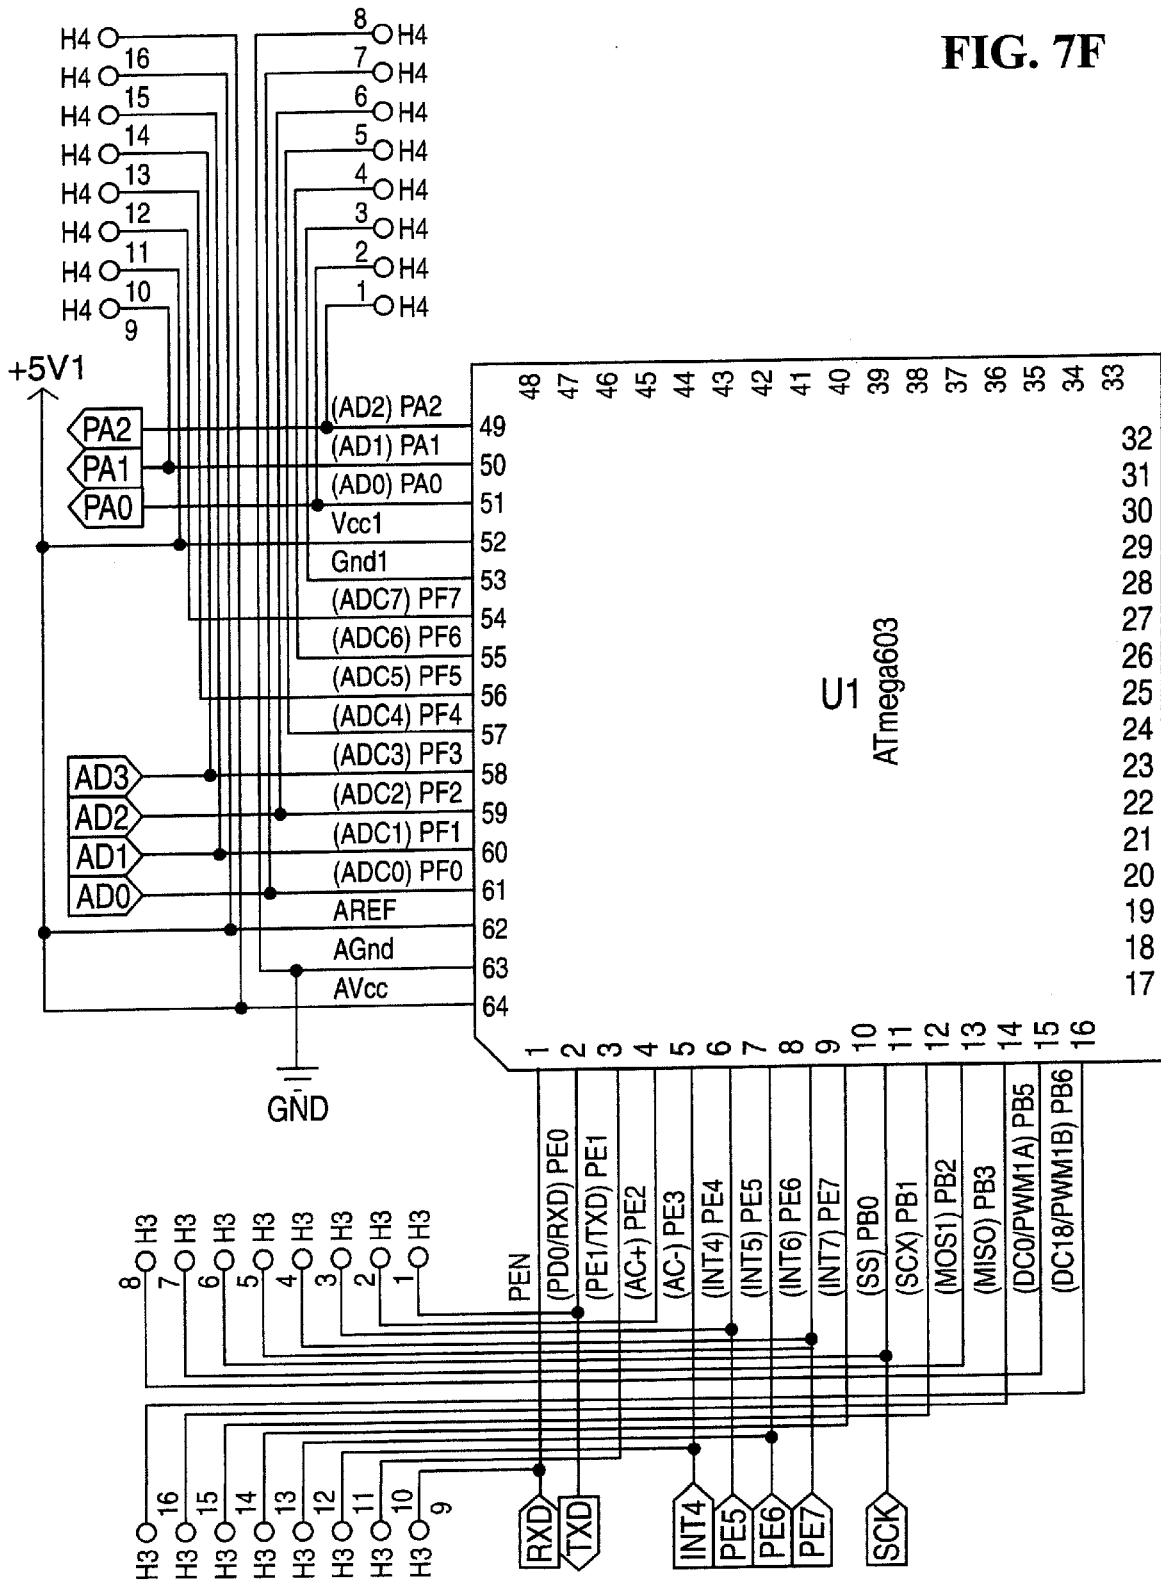 FIG. 7F
H4 16
H4 15
H4 14
H4 13
H4 12
H4 11
H4 10
H4 9
8 H4
7 H4
6 H4
5 H4
4 H4
3 H4
2 H4
1 H4
+5V1
PA2
PA1
PA0
AD3
AD2
AD1
AD0
(AD2) PA2 49
(AD1) PA1 50
(AD0) PA0 51
Vcc1 52
Gnd1 53
(ADC7) PF7 54
(ADC6) PF6 55
(ADC5) PF5 56
(ADC4) PF4 57
(ADC3) PF3 58
(ADC2) PF2 59
(ADC1) PF1 60
(ADC0) PF0 61
AREF 62
AGnd 63
AVcc 64
GND
48 47 46 45 44 43 42 41 40 39 38 37 36 35 34 33
32
31
30
29
28
27
26
25
24
23
22
21
20
19
18
17
U1
ATmega603
1 2 3 4 5 6 7 8 9 10 11 12 13 14 15 16
PEN
(PD0/RXD) PE0
(PE1/TXD) PE1
(AC+) PE2
(AC-) PE3
(INT4) PE4
(INT5) PE5
(INT6) PE6
(INT7) PE7
(SS) PB0
(SCX) PB1
(MOS1) PB2
(MISO) PB3
(DC0/PWM1A) PB5
(DC18/PWM1B) PB6
8 H3
7 H3
6 H3
5 H3
4 H3
3 H3
2 H3
1 H3
H3 16
H3 15
H3 14
H3 13
H3 12
H3 11
H3 10
H3 9
RXD
TXD
INT4
PE5
PE6
PE7
SCK